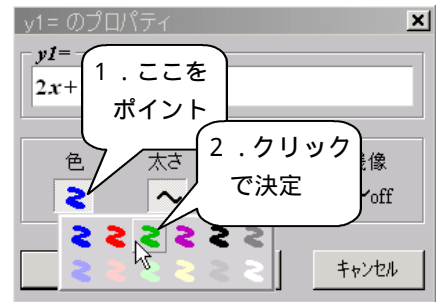 y1= のプロパティ
y1=
2x+
１．ここを
ポイント
２．クリック
で決定
色
太さ
像
off
キャンセル